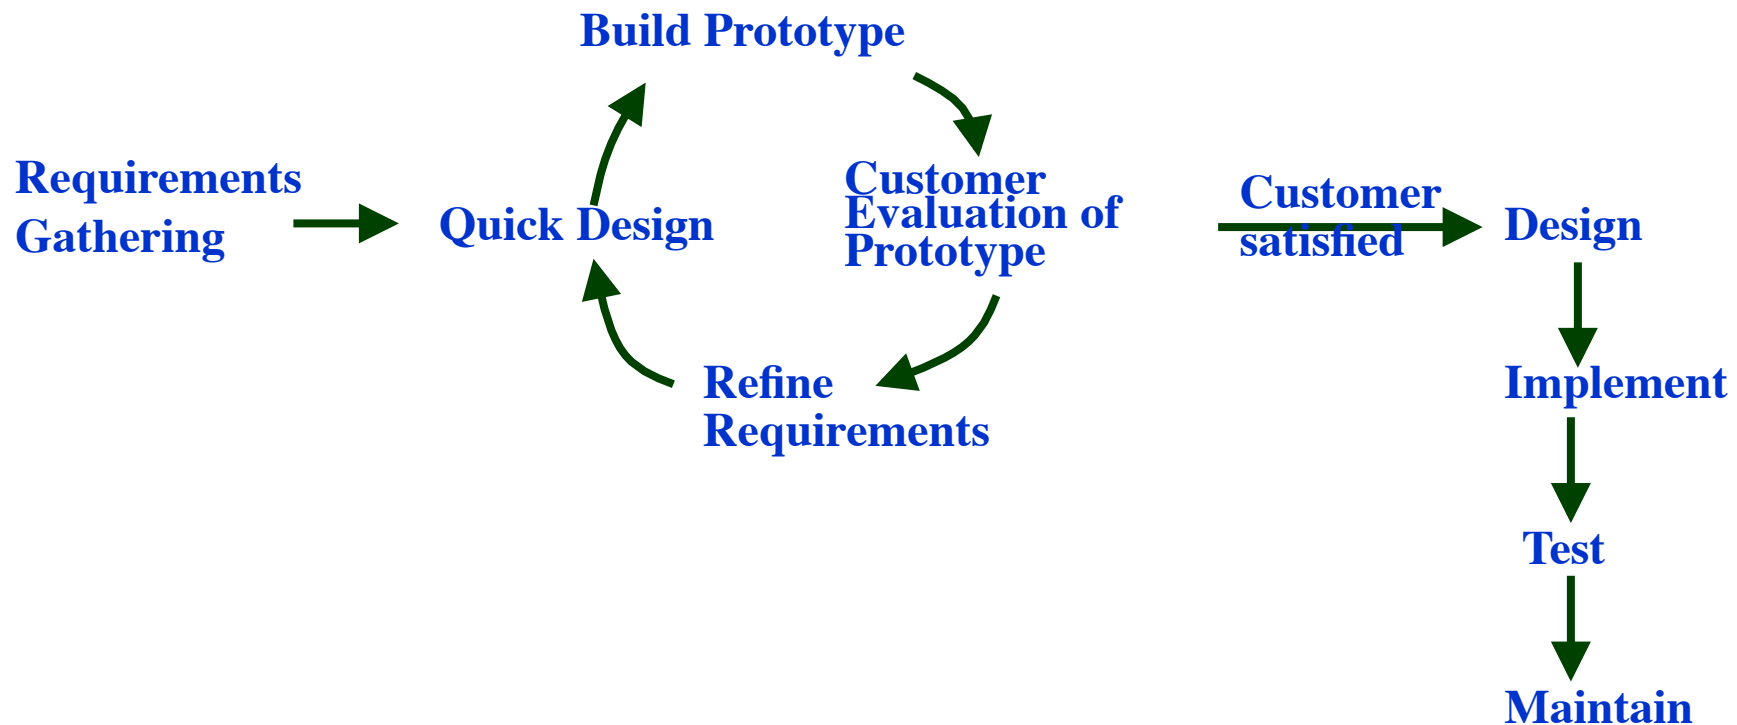 Build Prototype
Requirements
Gathering
Quick Design
Customer
Evaluation of
Prototype
Customer
satisfied
Design
Refine
Requirements
Implement
Test
Maintain